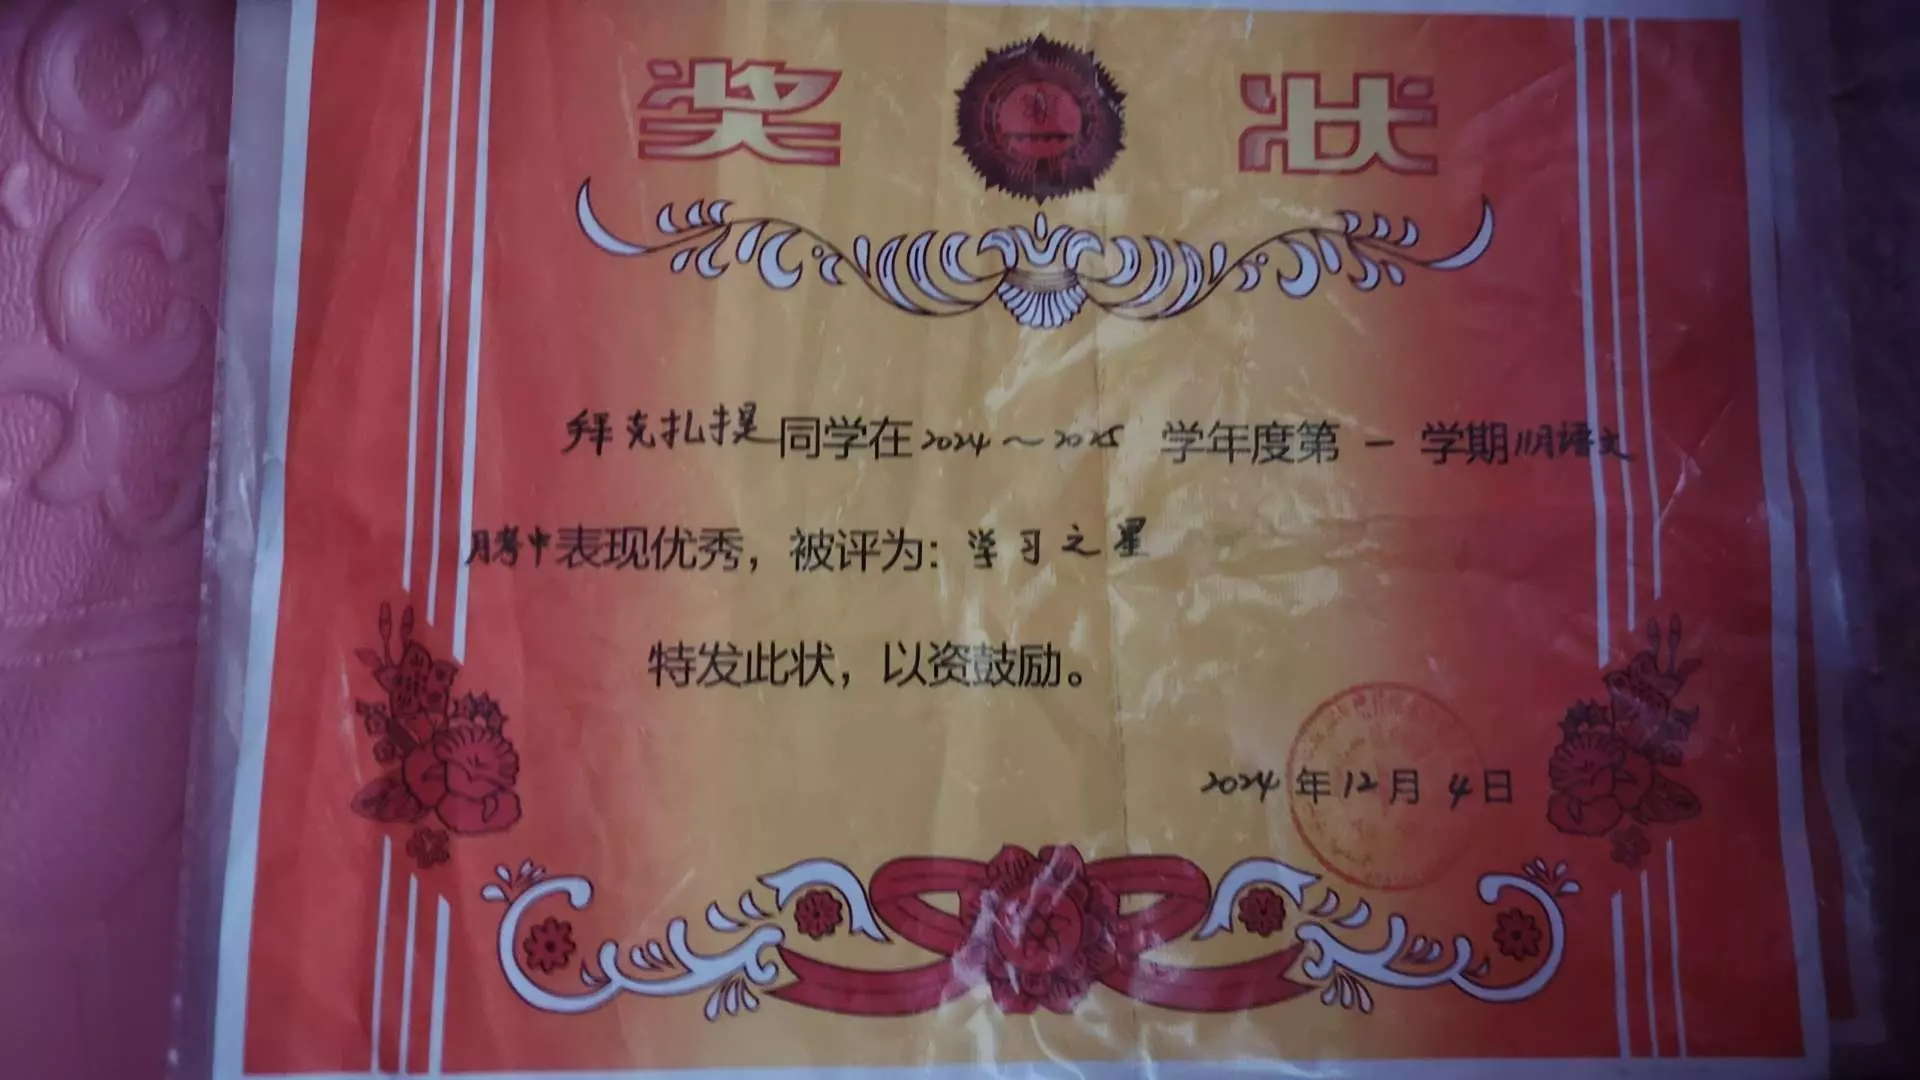 奖状
拜克扎提同学在2024～2025学年度第一学期11月语文
月考中表现优秀，被评为：学习之星
特发此状，以资鼓励。
2024年12月4日